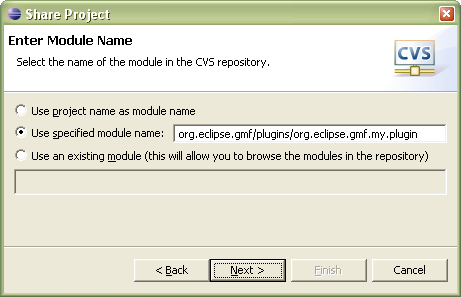 Share Project
Enter Module Name
Select the name of the module in the CVS repository.
CVS
Use project name as module name
Use specified module name: org.eclipse.gmf/plugins/org.eclipse.gmf.my.plugin
Use an existing module (this will allow you to browse the modules in the repository)
< Back Next > Finish Cancel